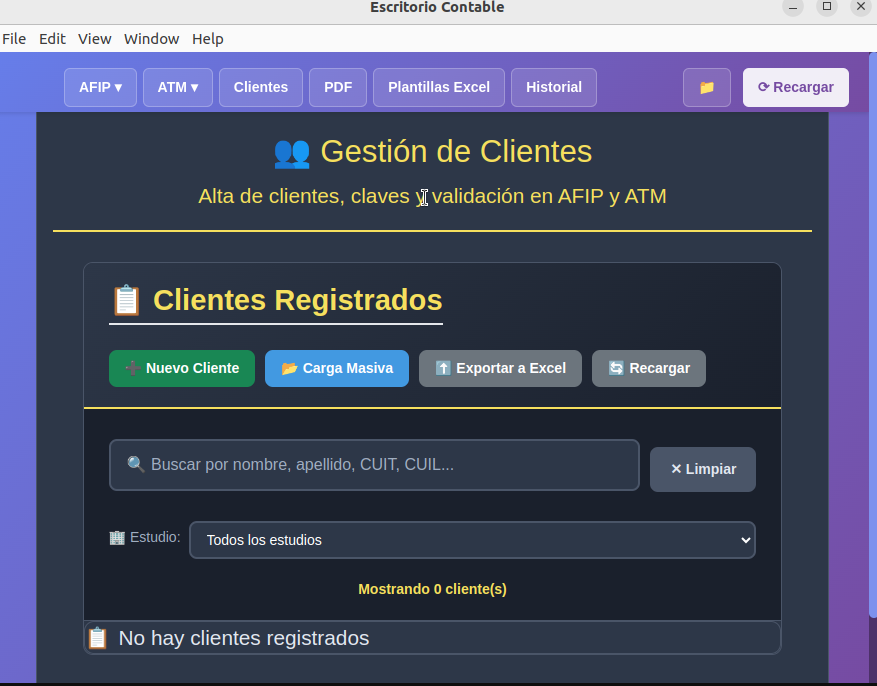 Escritorio Contable
File Edit View Window Help
AFIP ▾ ATM ▾ Clientes PDF Plantillas Excel Historial 📁 ⟳ Recargar
👥 Gestión de Clientes
Alta de clientes, claves y validación en AFIP y ATM
📋 Clientes Registrados
➕ Nuevo Cliente 📂 Carga Masiva ⬆️ Exportar a Excel 🔄 Recargar
🔍 Buscar por nombre, apellido, CUIT, CUIL... ✕ Limpiar
🏢 Estudio: Todos los estudios
Mostrando 0 cliente(s)
📋 No hay clientes registrados